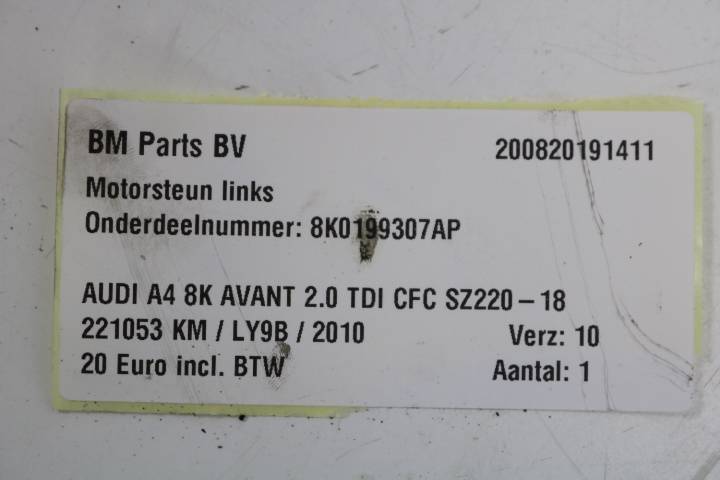 BM Parts BV 200820191411
Motorsteun links
Onderdeelnummer: 8K0199307AP
AUDI A4 8K AVANT 2.0 TDI CFC SZ220-18
221053 KM / LY9B / 2010 Verz: 10
20 Euro incl. BTW Aantal: 1